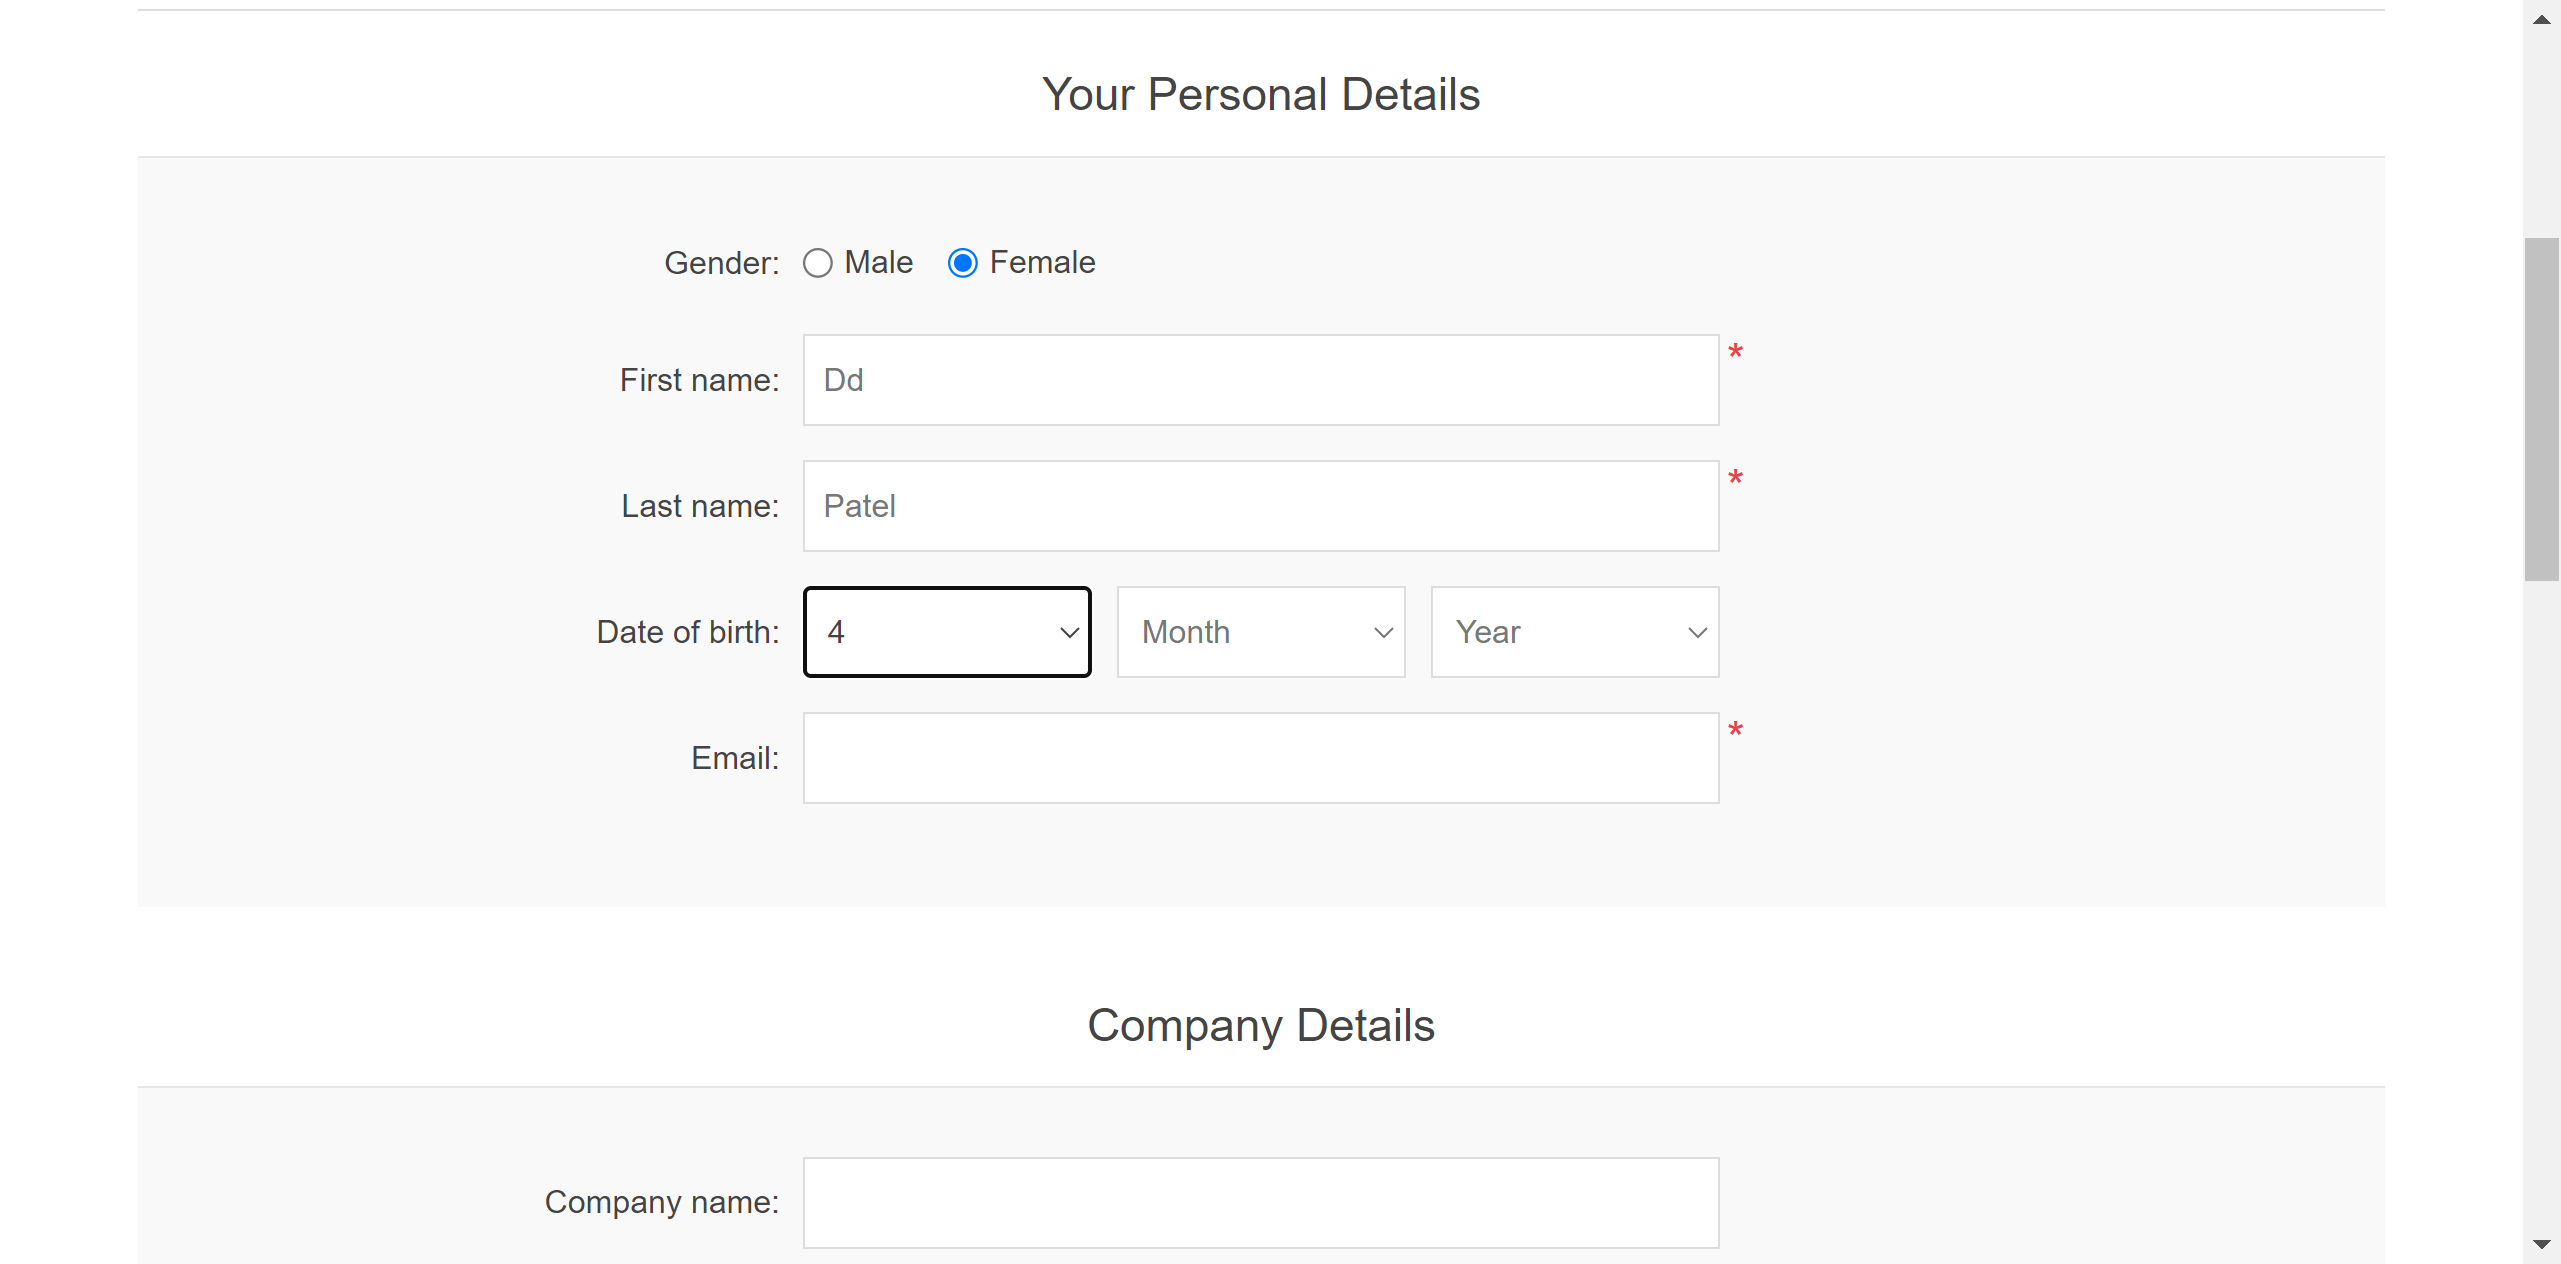 Your Personal Details
Gender: Male Female
First name: Dd *
Last name: Patel *
Date of birth: 4 Month Year
Email: *
Company Details
Company name: